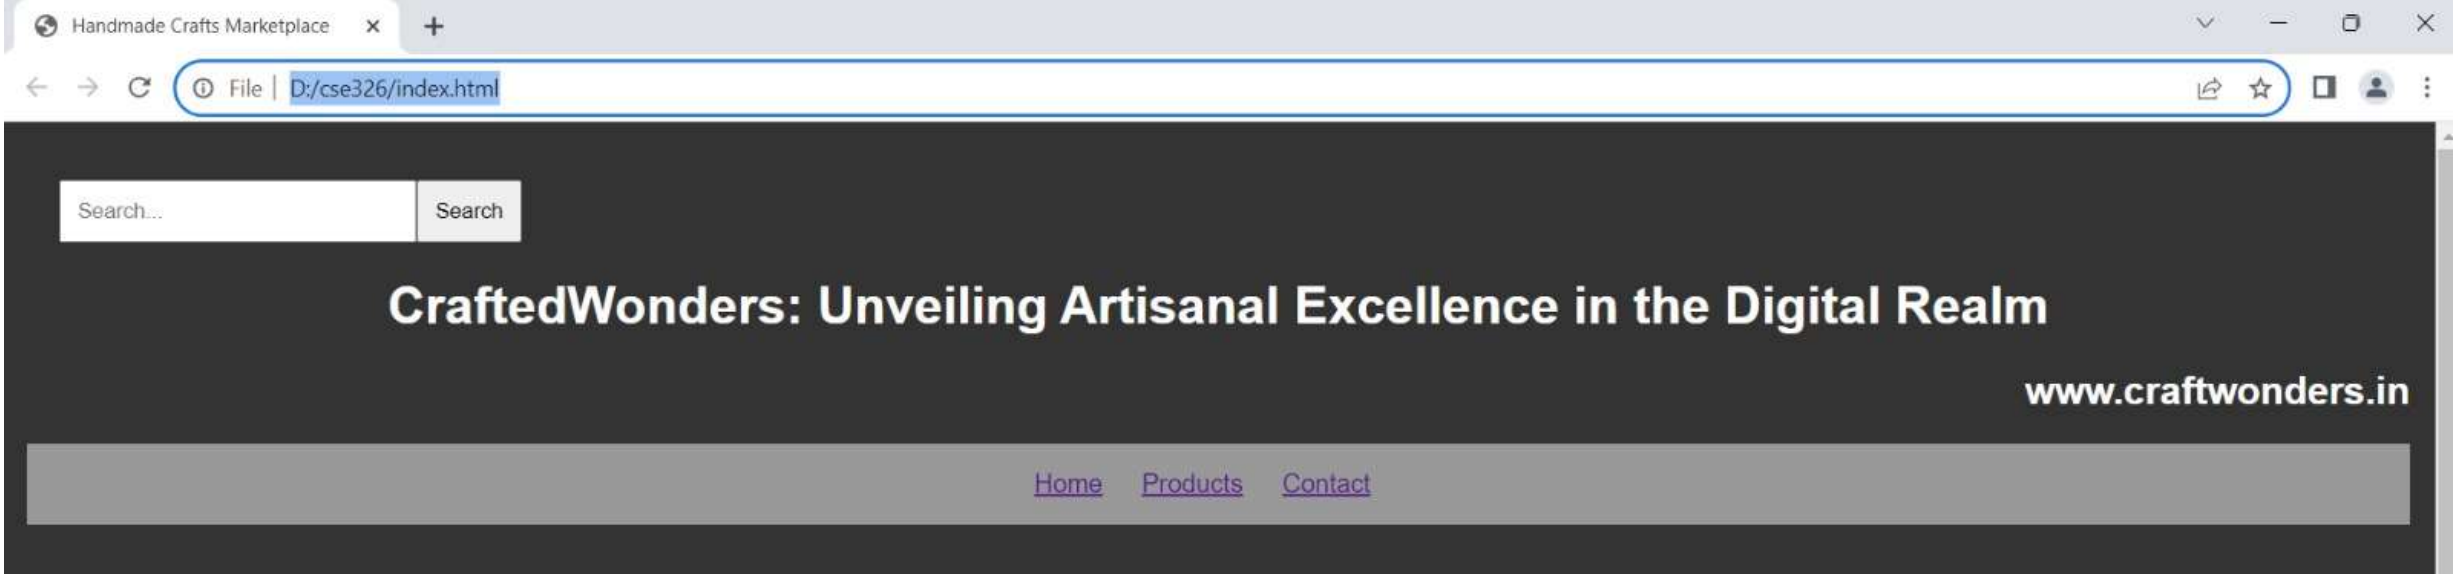 Handmade Crafts Marketplace
File | D:/cse326/index.html
Search... Search
CraftedWonders: Unveiling Artisanal Excellence in the Digital Realm
www.craftwonders.in
Home Products Contact